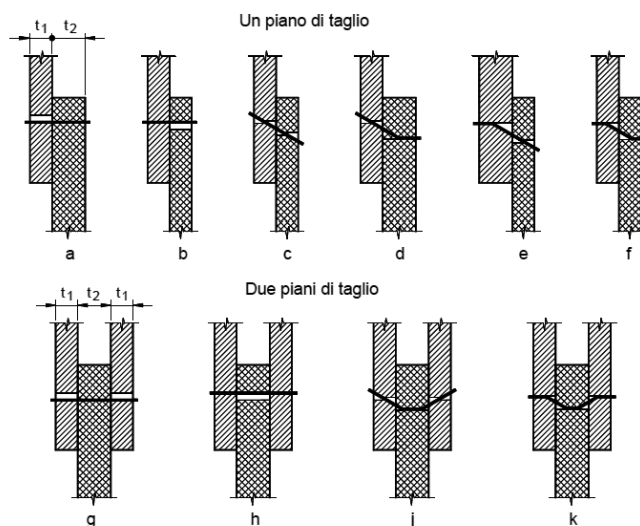 Un piano di taglio
t1 t2
a b c d e f
Due piani di taglio
t1 t2 t1
g h j k